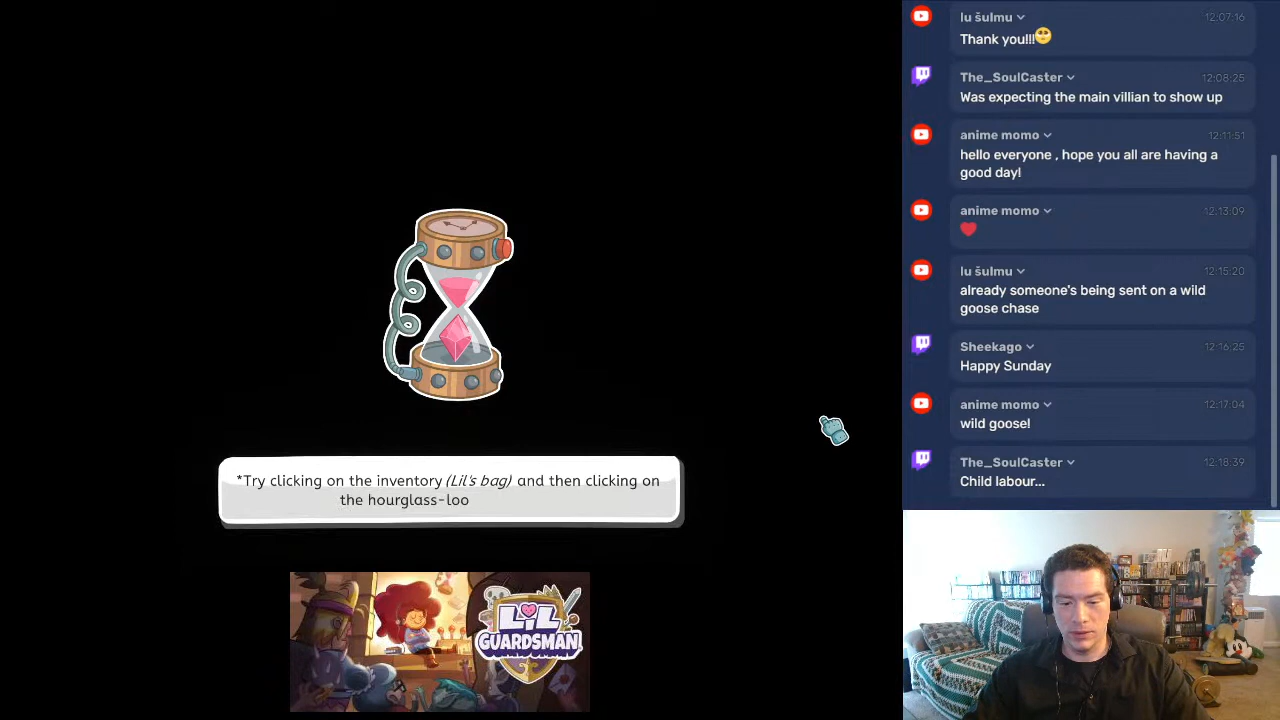 *Try clicking on the inventory (Lil's bag) and then clicking on
the hourglass-loo
LiL
GUARDSMAN
lu šulmu 12:07:16
Thank you!!!🥺
The_SoulCaster 12:08:25
Was expecting the main villian to show up
anime momo 12:11:51
hello everyone , hope you all are having a
good day!
anime momo 12:13:09
❤️
lu šulmu 12:15:20
already someone's being sent on a wild
goose chase
Sheekago 12:16:25
Happy Sunday
anime momo 12:17:04
wild goose!
The_SoulCaster 12:18:39
Child labour...